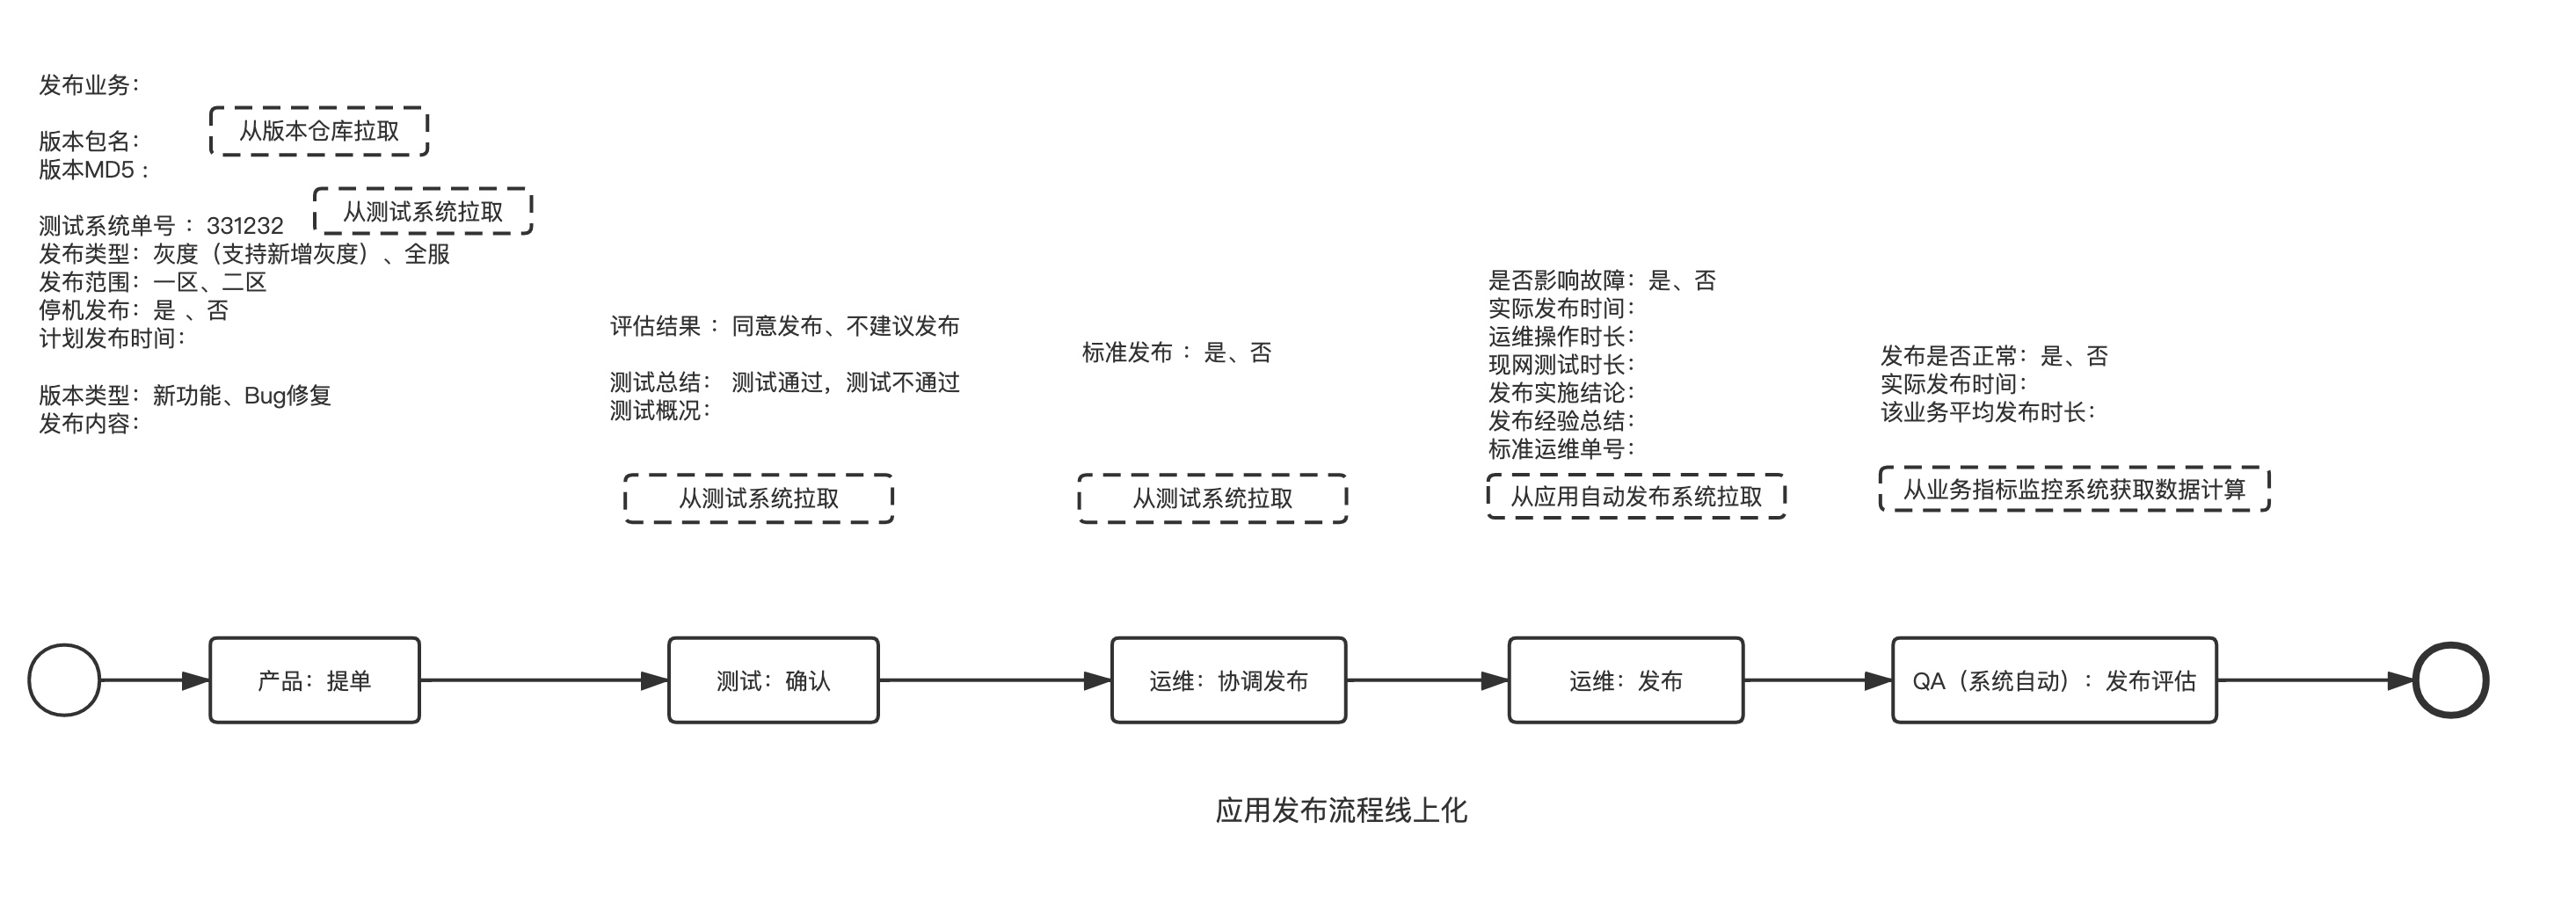 发布业务：
从版本仓库拉取
版本包名：
版本MD5：
从测试系统拉取
测试系统单号 ：331232
发布类型：灰度（支持新增灰度）、全服
发布范围：一区、二区
停机发布：是 、否
计划发布时间：
版本类型：新功能、Bug修复
发布内容：
评估结果 ：同意发布、不建议发布
测试总结： 测试通过，测试不通过
测试概况：
从测试系统拉取
标准发布 ：是、否
从测试系统拉取
是否影响故障：是、否
实际发布时间：
运维操作时长：
现网测试时长：
发布实施结论：
发布经验总结：
标准运维单号：
从应用自动发布系统拉取
发布是否正常：是、否
实际发布时间：
该业务平均发布时长：
从业务指标监控系统获取数据计算
产品：提单
测试：确认
运维：协调发布
运维：发布
QA（系统自动）：发布评估
应用发布流程线上化